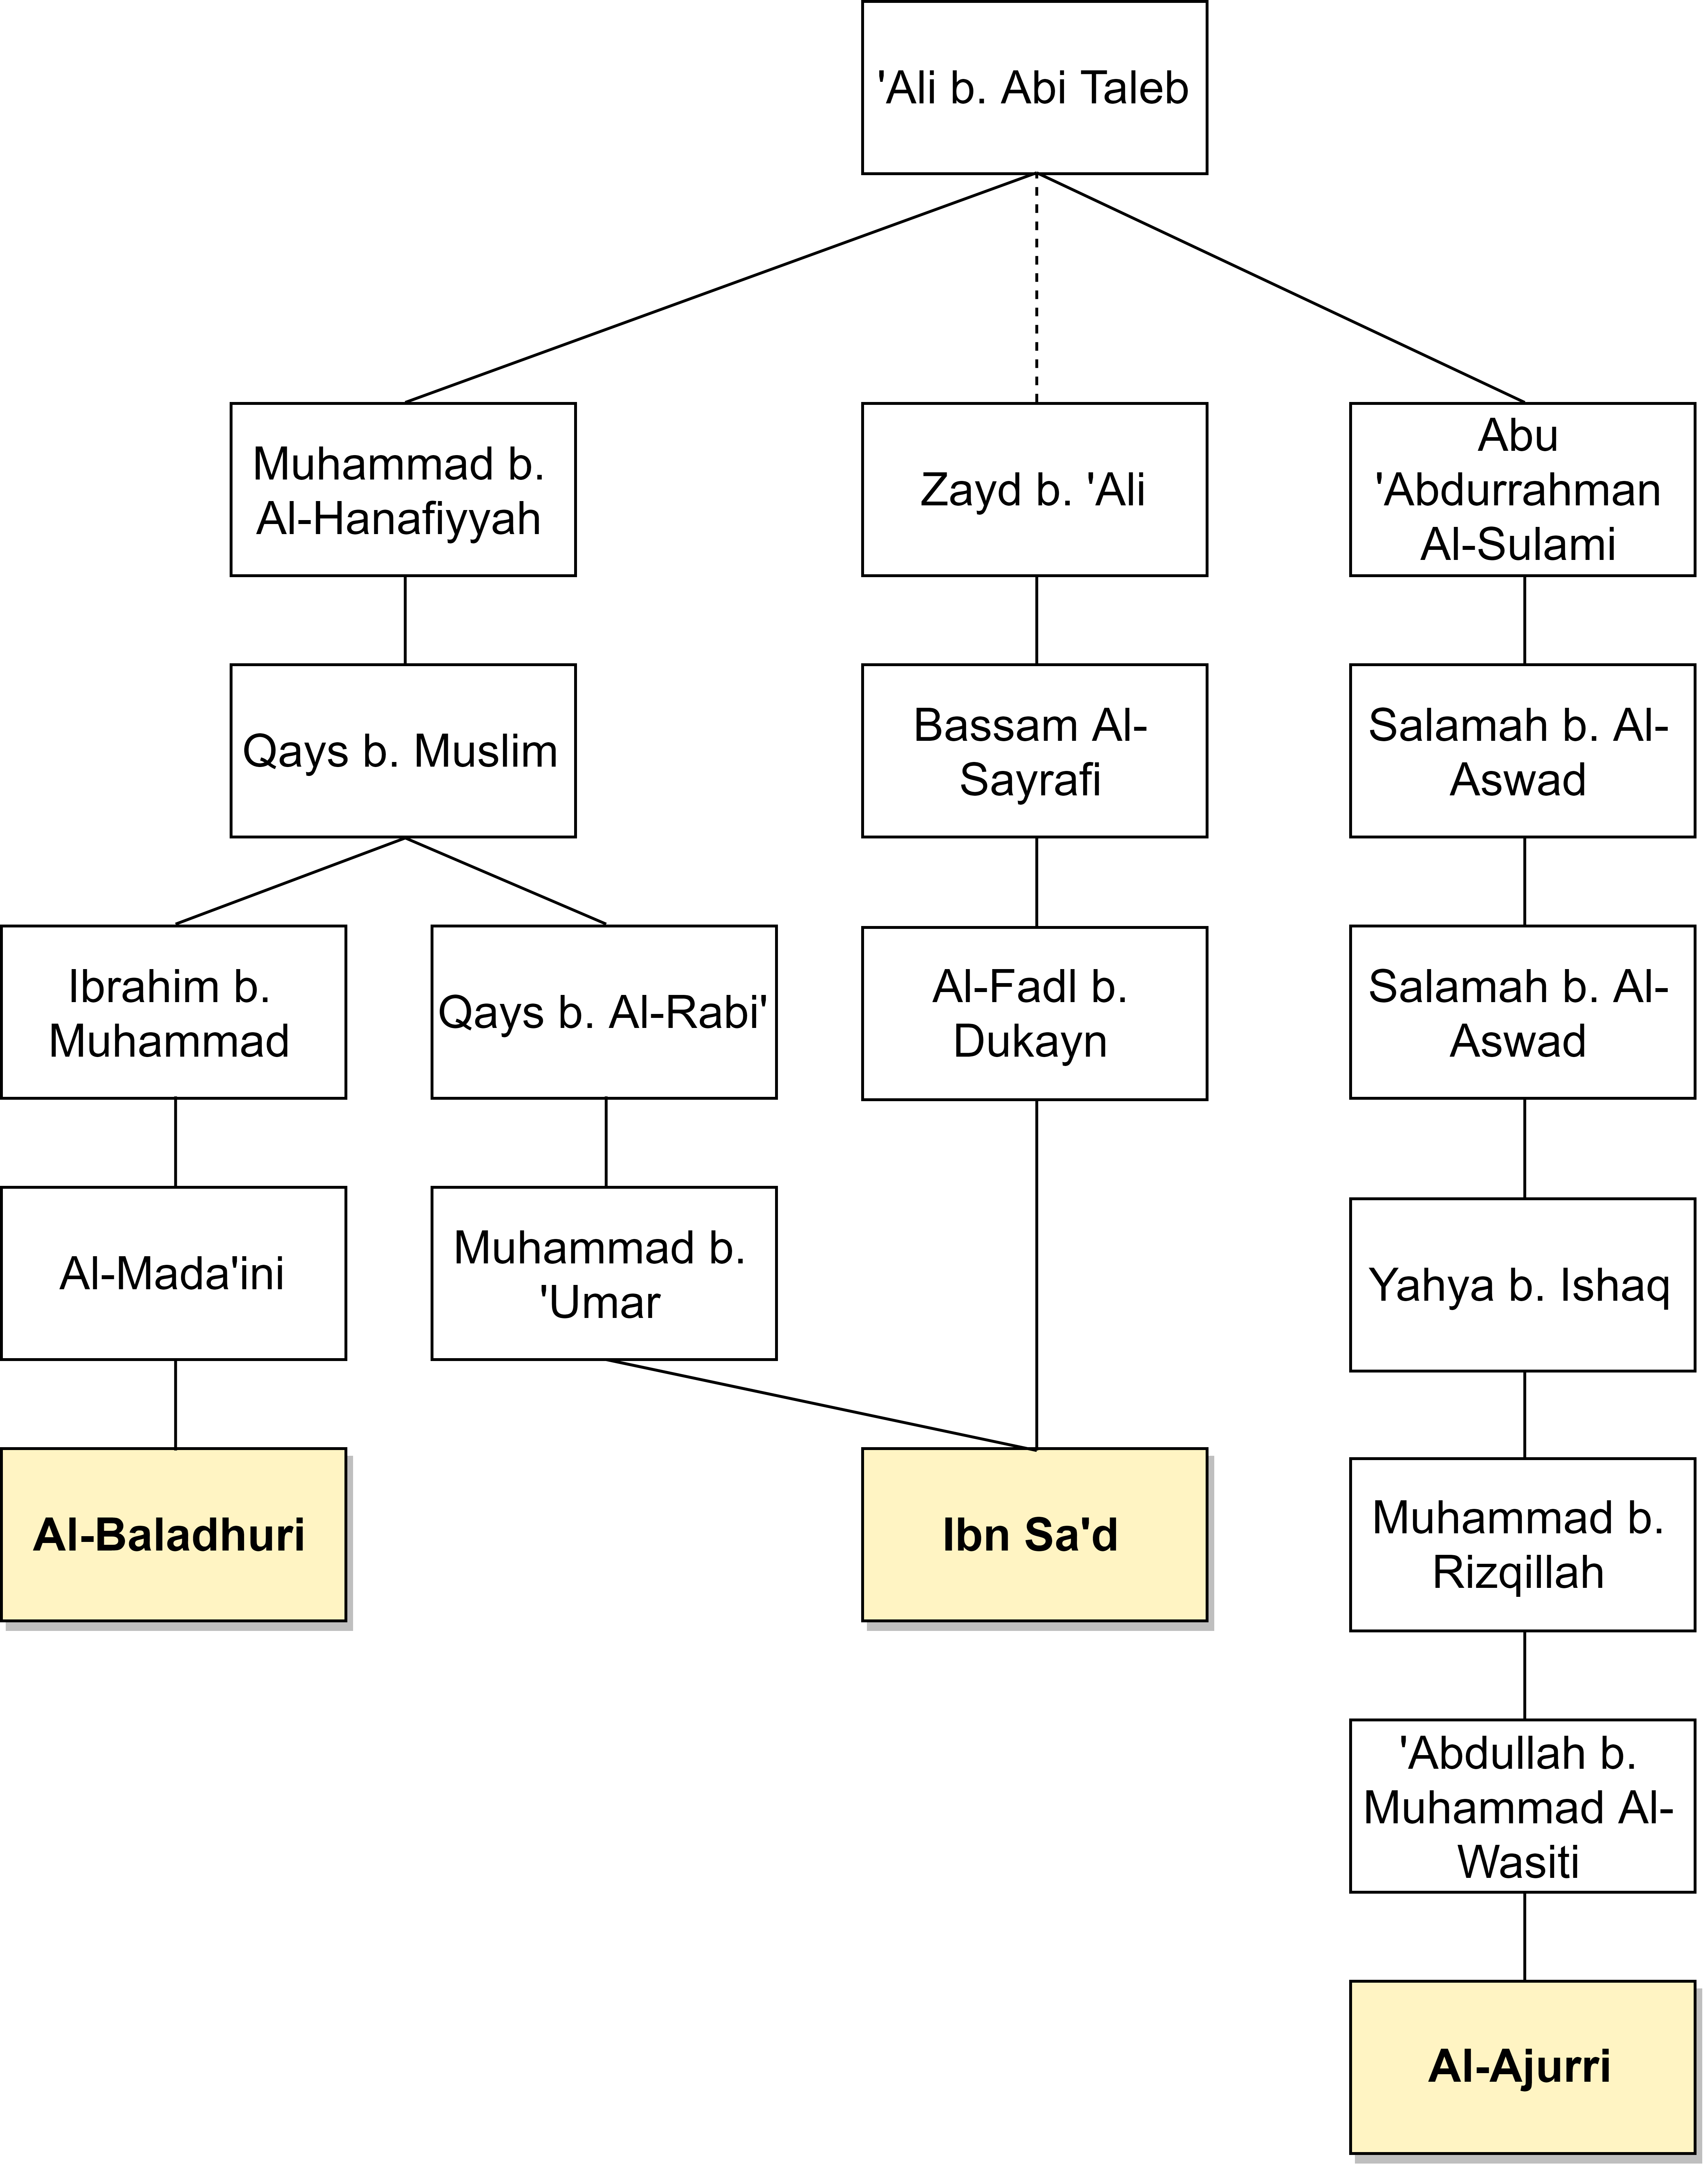 'Ali b. Abi Taleb
Muhammad b.
Al-Hanafiyyah
Zayd b. 'Ali
Abu
'Abdurrahman
Al-Sulami
Qays b. Muslim
Bassam Al-
Sayrafi
Salamah b. Al-
Aswad
Ibrahim b.
Muhammad
Qays b. Al-Rabi'
Al-Fadl b.
Dukayn
Salamah b. Al-
Aswad
Al-Mada'ini
Muhammad b.
'Umar
Yahya b. Ishaq
Al-Baladhuri
Ibn Sa'd
Muhammad b.
Rizqillah
'Abdullah b.
Muhammad Al-
Wasiti
Al-Ajurri